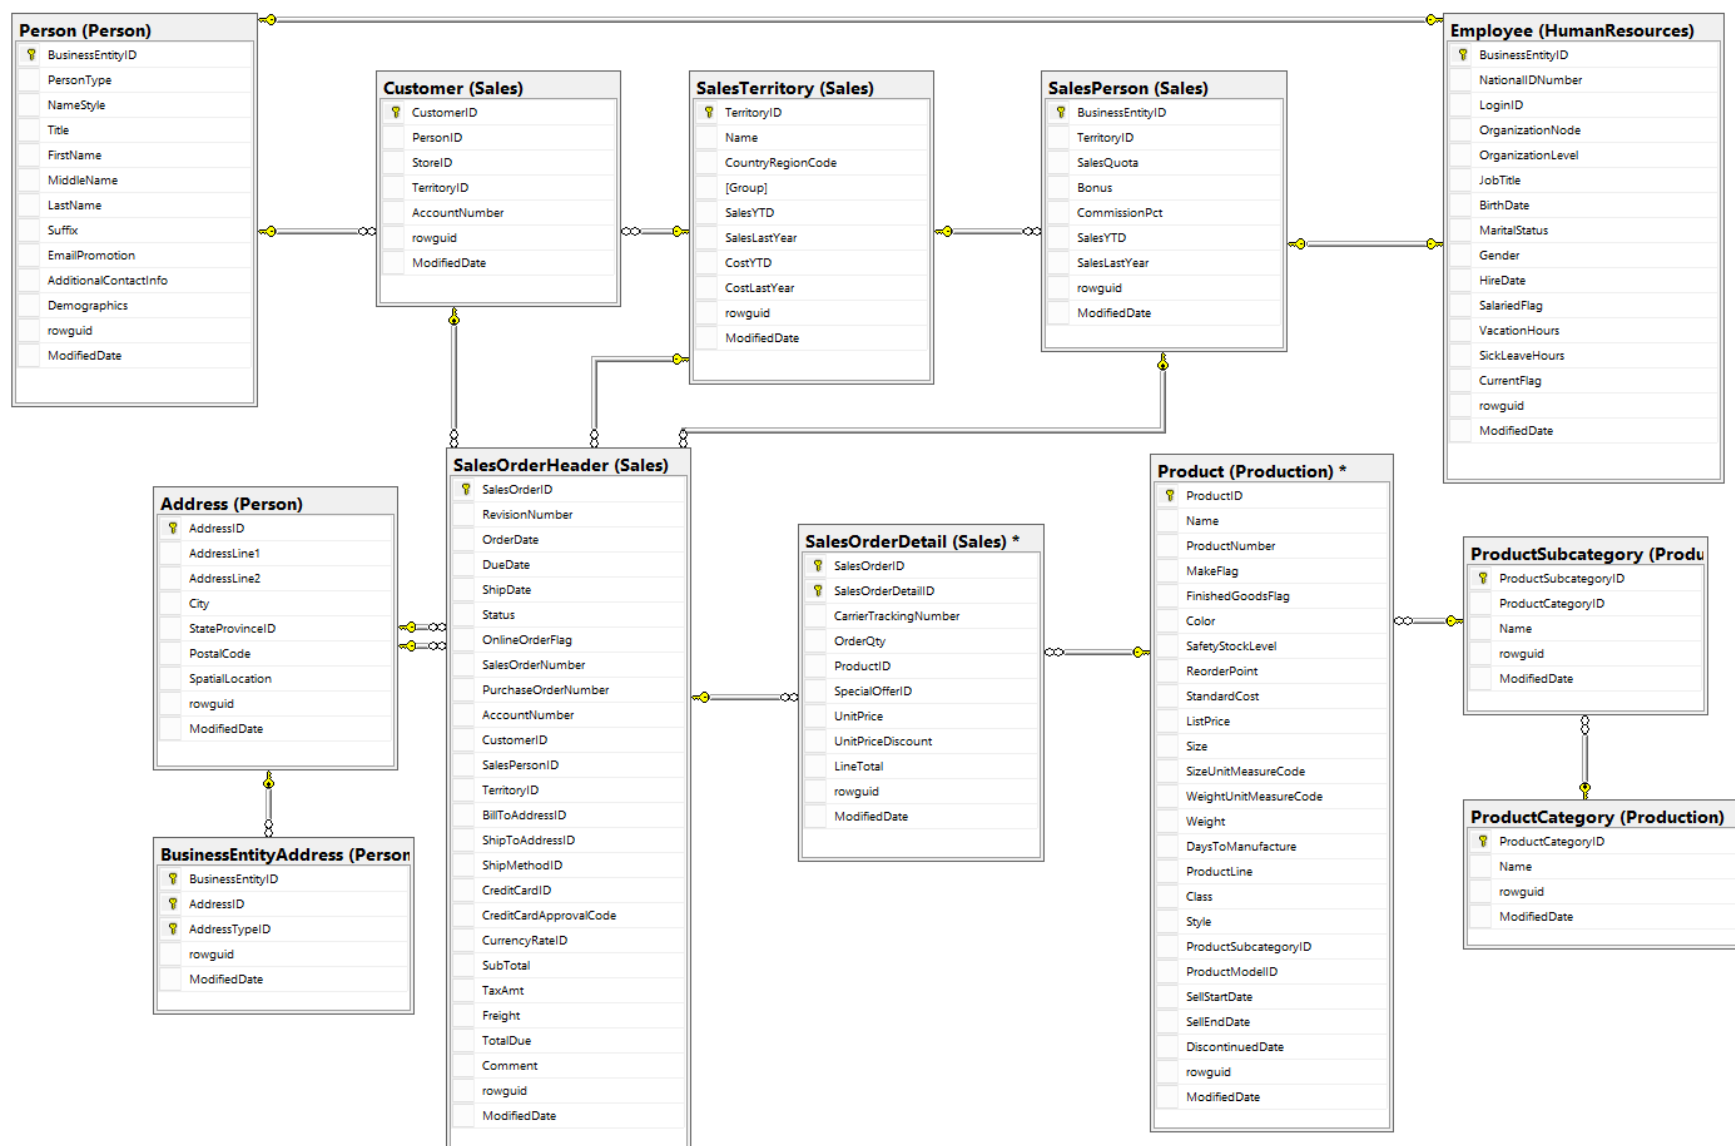 Person (Person)
BusinessEntityID
PersonType
NameStyle
Title
FirstName
MiddleName
LastName
Suffix
EmailPromotion
AdditionalContactInfo
Demographics
rowguid
ModifiedDate
Customer (Sales)
CustomerID
PersonID
StoreID
TerritoryID
AccountNumber
rowguid
ModifiedDate
SalesTerritory (Sales)
TerritoryID
Name
CountryRegionCode
[Group]
SalesYTD
SalesLastYear
CostYTD
CostLastYear
rowguid
ModifiedDate
SalesPerson (Sales)
BusinessEntityID
TerritoryID
SalesQuota
Bonus
CommissionPct
SalesYTD
SalesLastYear
rowguid
ModifiedDate
Employee (HumanResources)
BusinessEntityID
NationalIDNumber
LoginID
OrganizationNode
OrganizationLevel
JobTitle
BirthDate
MaritalStatus
Gender
HireDate
SalariedFlag
VacationHours
SickLeaveHours
CurrentFlag
rowguid
ModifiedDate
Address (Person)
AddressID
AddressLine1
AddressLine2
City
StateProvinceID
PostalCode
SpatialLocation
rowguid
ModifiedDate
BusinessEntityAddress (Person
BusinessEntityID
AddressID
AddressTypeID
rowguid
ModifiedDate
SalesOrderHeader (Sales)
SalesOrderID
RevisionNumber
OrderDate
DueDate
ShipDate
Status
OnlineOrderFlag
SalesOrderNumber
PurchaseOrderNumber
AccountNumber
CustomerID
SalesPersonID
TerritoryID
BillToAddressID
ShipToAddressID
ShipMethodID
CreditCardID
CreditCardApprovalCode
CurrencyRateID
SubTotal
TaxAmt
Freight
TotalDue
Comment
rowguid
ModifiedDate
SalesOrderDetail (Sales) *
SalesOrderID
SalesOrderDetailID
CarrierTrackingNumber
OrderQty
ProductID
SpecialOfferID
UnitPrice
UnitPriceDiscount
LineTotal
rowguid
ModifiedDate
Product (Production) *
ProductID
Name
ProductNumber
MakeFlag
FinishedGoodsFlag
Color
SafetyStockLevel
ReorderPoint
StandardCost
ListPrice
Size
SizeUnitMeasureCode
WeightUnitMeasureCode
Weight
DaysToManufacture
ProductLine
Class
Style
ProductSubcategoryID
ProductModelID
SellStartDate
SellEndDate
DiscontinuedDate
rowguid
ModifiedDate
ProductSubcategory (Produ
ProductSubcategoryID
ProductCategoryID
Name
rowguid
ModifiedDate
ProductCategory (Production)
ProductCategoryID
Name
rowguid
ModifiedDate